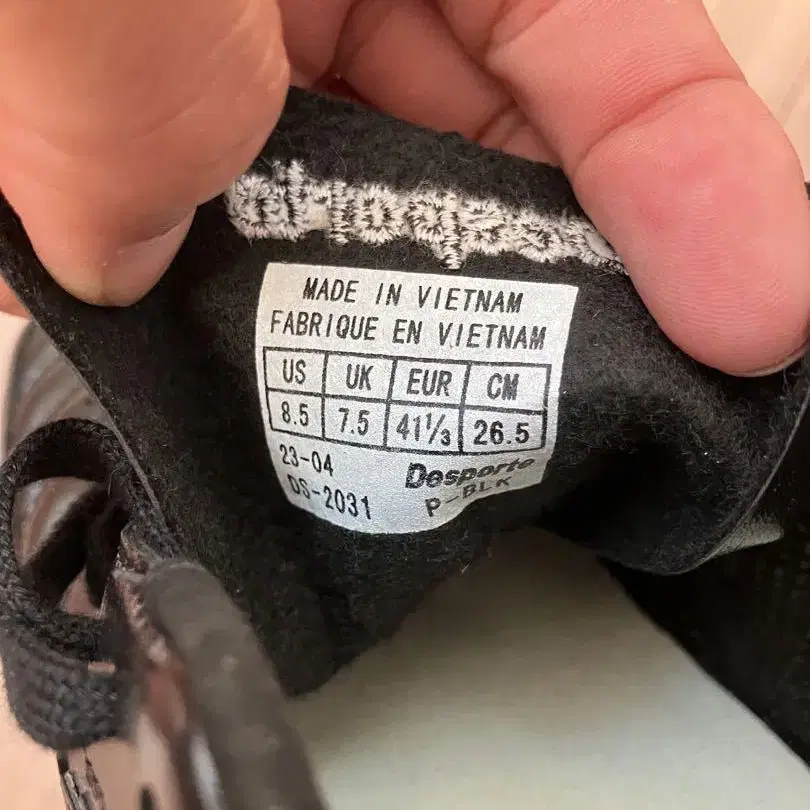 MADE IN VIETNAM
FABRIQUE EN VIETNAM
US UK EUR CM
8.5 7.5 41⅓ 26.5
23-04 Desporte
DS-2031 P-BLK